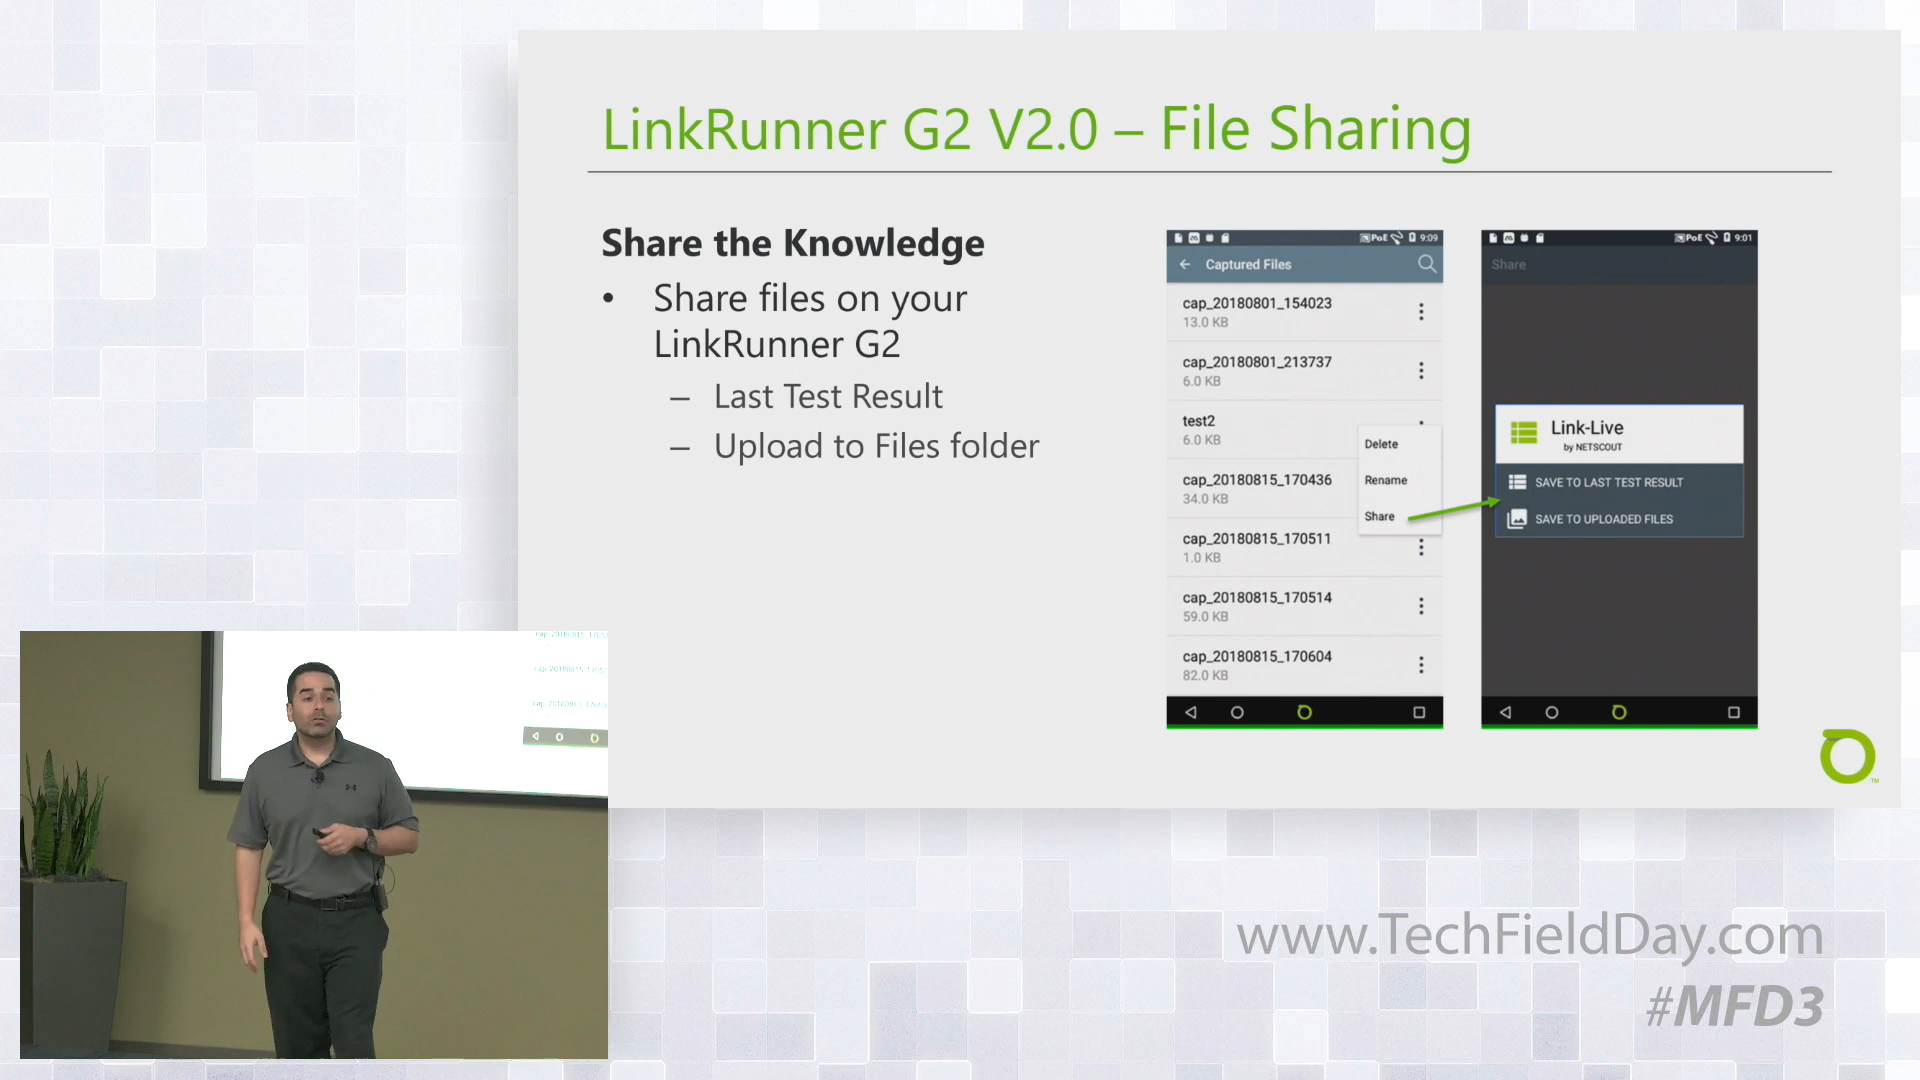 LinkRunner G2 V2.0 – File Sharing
Share the Knowledge
• Share files on your
LinkRunner G2
– Last Test Result
– Upload to Files folder
PoE 9:09
Captured Files
cap_20180801_154023
13.0 KB
cap_20180801_213737
6.0 KB
test2
6.0 KB
cap_20180815_170436
34.0 KB
cap_20180815_170511
1.0 KB
cap_20180815_170514
59.0 KB
cap_20180815_170604
82.0 KB
Delete
Rename
Share
PoE 9:01
Share
Link-Live
by NETSCOUT
SAVE TO LAST TEST RESULT
SAVE TO UPLOADED FILES
TM
www.TechFieldDay.com
#MFD3